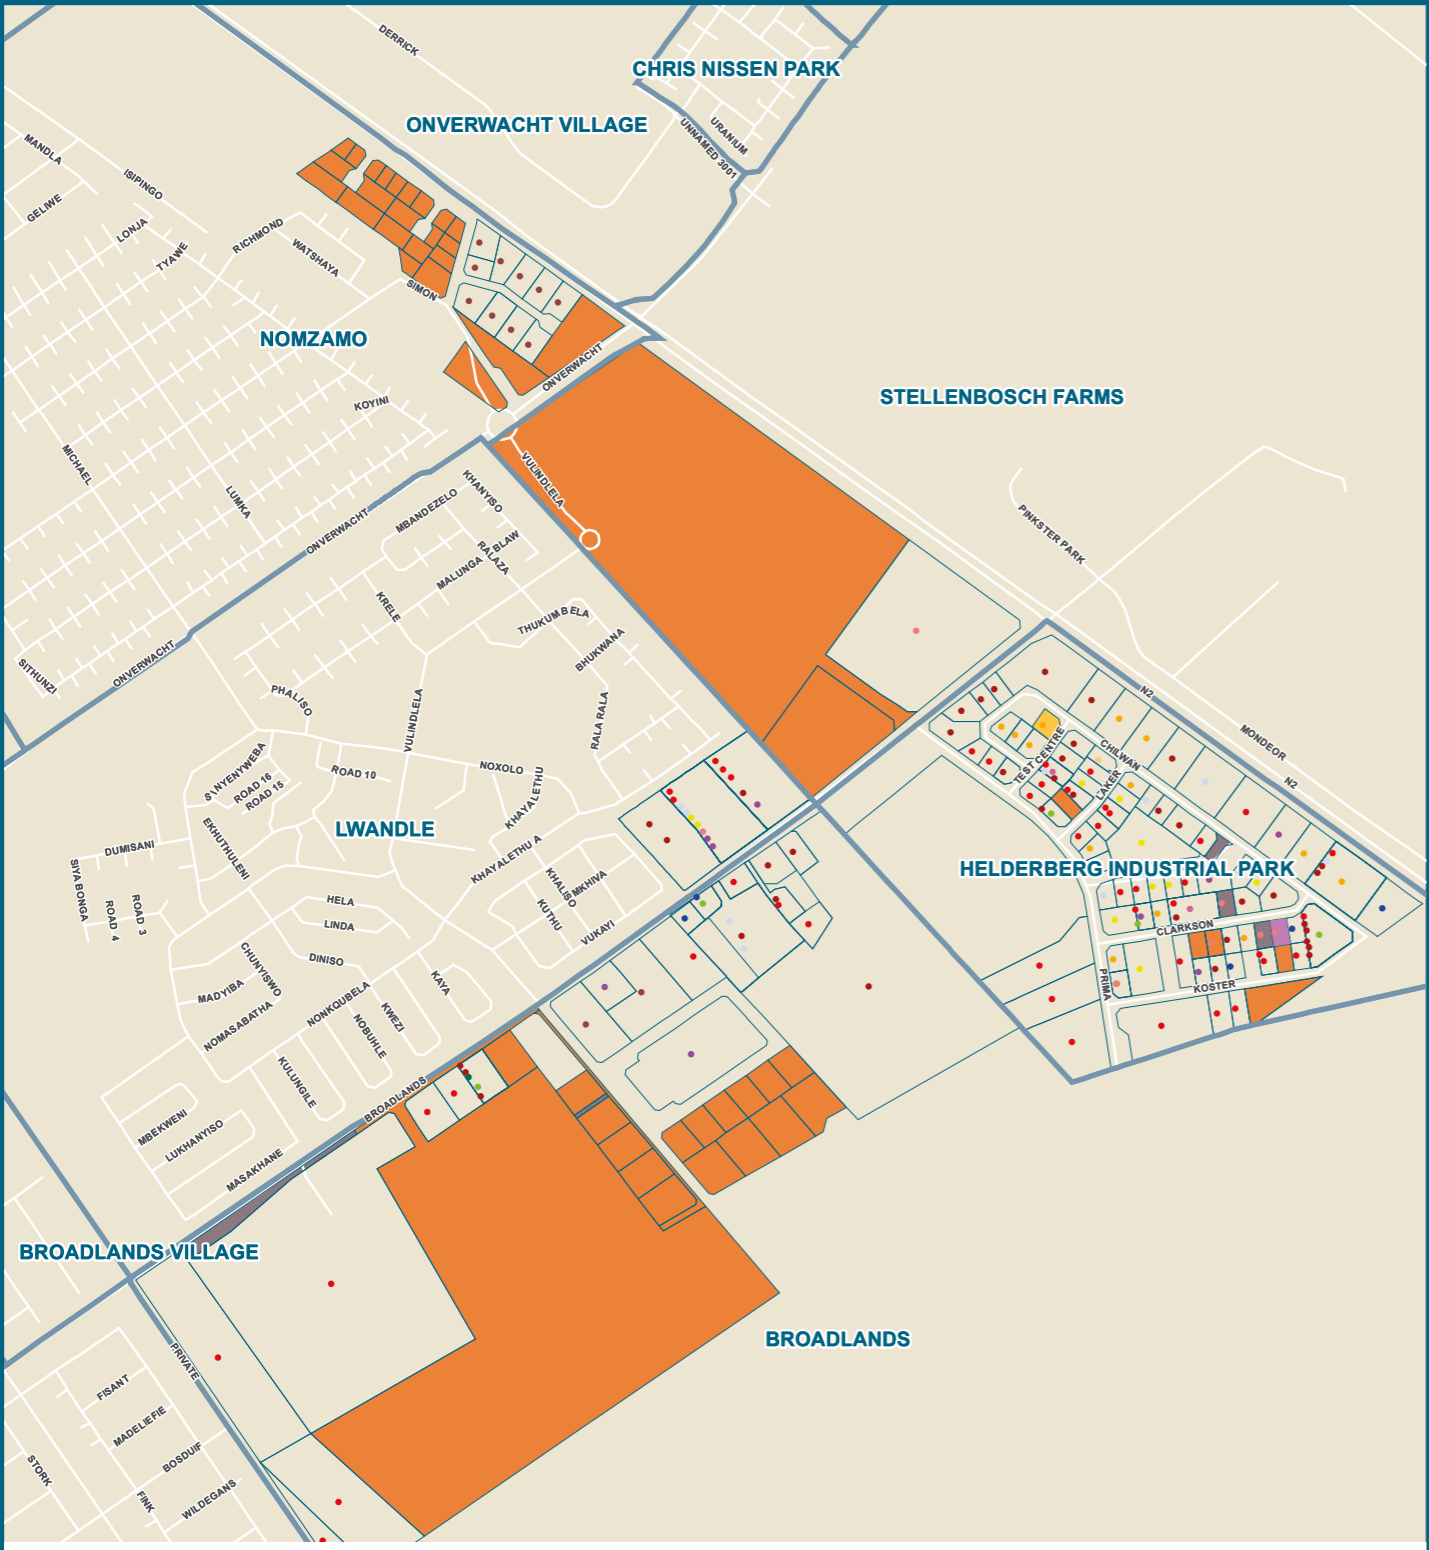 DERRICK
CHRIS NISSEN PARK
ONVERWACHT VILLAGE
URANIUM
UNNAMED 3001
MANDLA
ISIPINGO
GELIWE
LONJA
TYAWE
RICHMOND
WATSHAYA
SIMON
NOMZAMO
ONVERWACHT
STELLENBOSCH FARMS
KOYINI
MICHAEL
LUMKA
VULINDLELA
KHANYISO
MBANDEZELO
ONVERWACHT
RALAZA
BLAW
MALUNGA
PINKSTER PARK
KRELE
THUKUMBELA
BHUKWANA
ONVERWACHT
SITHUNZI
PHALISO
VULINDLELA
RALA RALA
N2
MONDEOR
N2
CHILWAN
TEST CENTRE
LAKER
NOXOLO
ROAD 10
ROAD 16
ROAD 15
KHAYALETHU
LWANDLE
EKHUTHULENI
DUMISANI
SIYABONGA
ROAD 4
ROAD 3
KHAYALETHU A
KHALISO
MKHIVA
KUTHU
VUKAYI
HELA
LINDA
DINISO
HELDERBERG INDUSTRIAL PARK
CLARKSON
PRIMA
KOSTER
CHUNYISWO
MADYIBA
NOMASABATHA
NONKQUBELA
KAYA
KWEZI
NOBUHLE
KULUNGILE
BROADLANDS
MBEKWENI
LUKHANYISO
MASAKHANE
BROADLANDS VILLAGE
BROADLANDS
PRIVATE
FISANT
MADELIEFIE
BOSDUIF
STORK
FINK
WILDEGANS